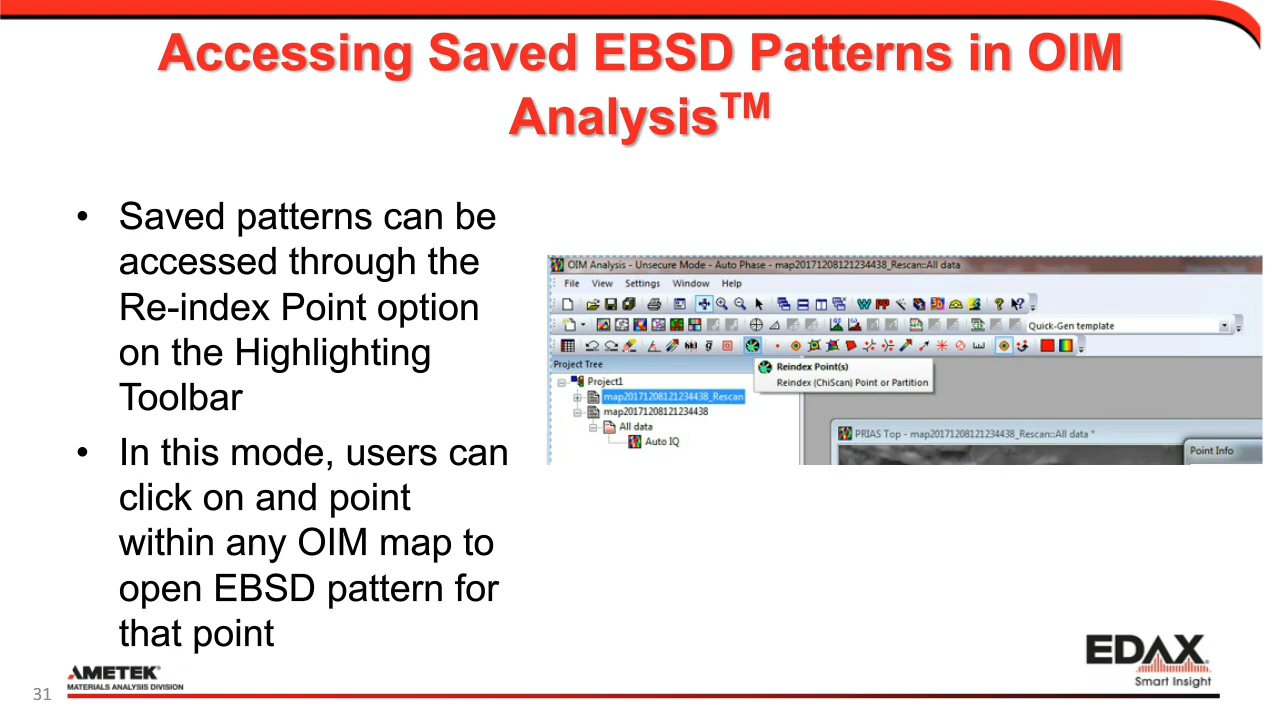 Accessing Saved EBSD Patterns in OIM
Analysis™
• Saved patterns can be
accessed through the
Re-index Point option
on the Highlighting
Toolbar
• In this mode, users can
click on and point
within any OIM map to
open EBSD pattern for
that point
OIM Analysis - Unsecure Mode - Auto Phase - map20171208121234438_Rescan::All data
File View Settings Window Help
Quick-Gen template
Project Tree
Reindex Point(s)
Reindex (ChiScan) Point or Partition
Project1
map20171208121234438_Rescan
map20171208121234438
All data
Auto IQ
PRIAS Top - map20171208121234438_Rescan::All data *
Point Info
31
AMETEK®
MATERIALS ANALYSIS DIVISION
EDAX
Smart Insight